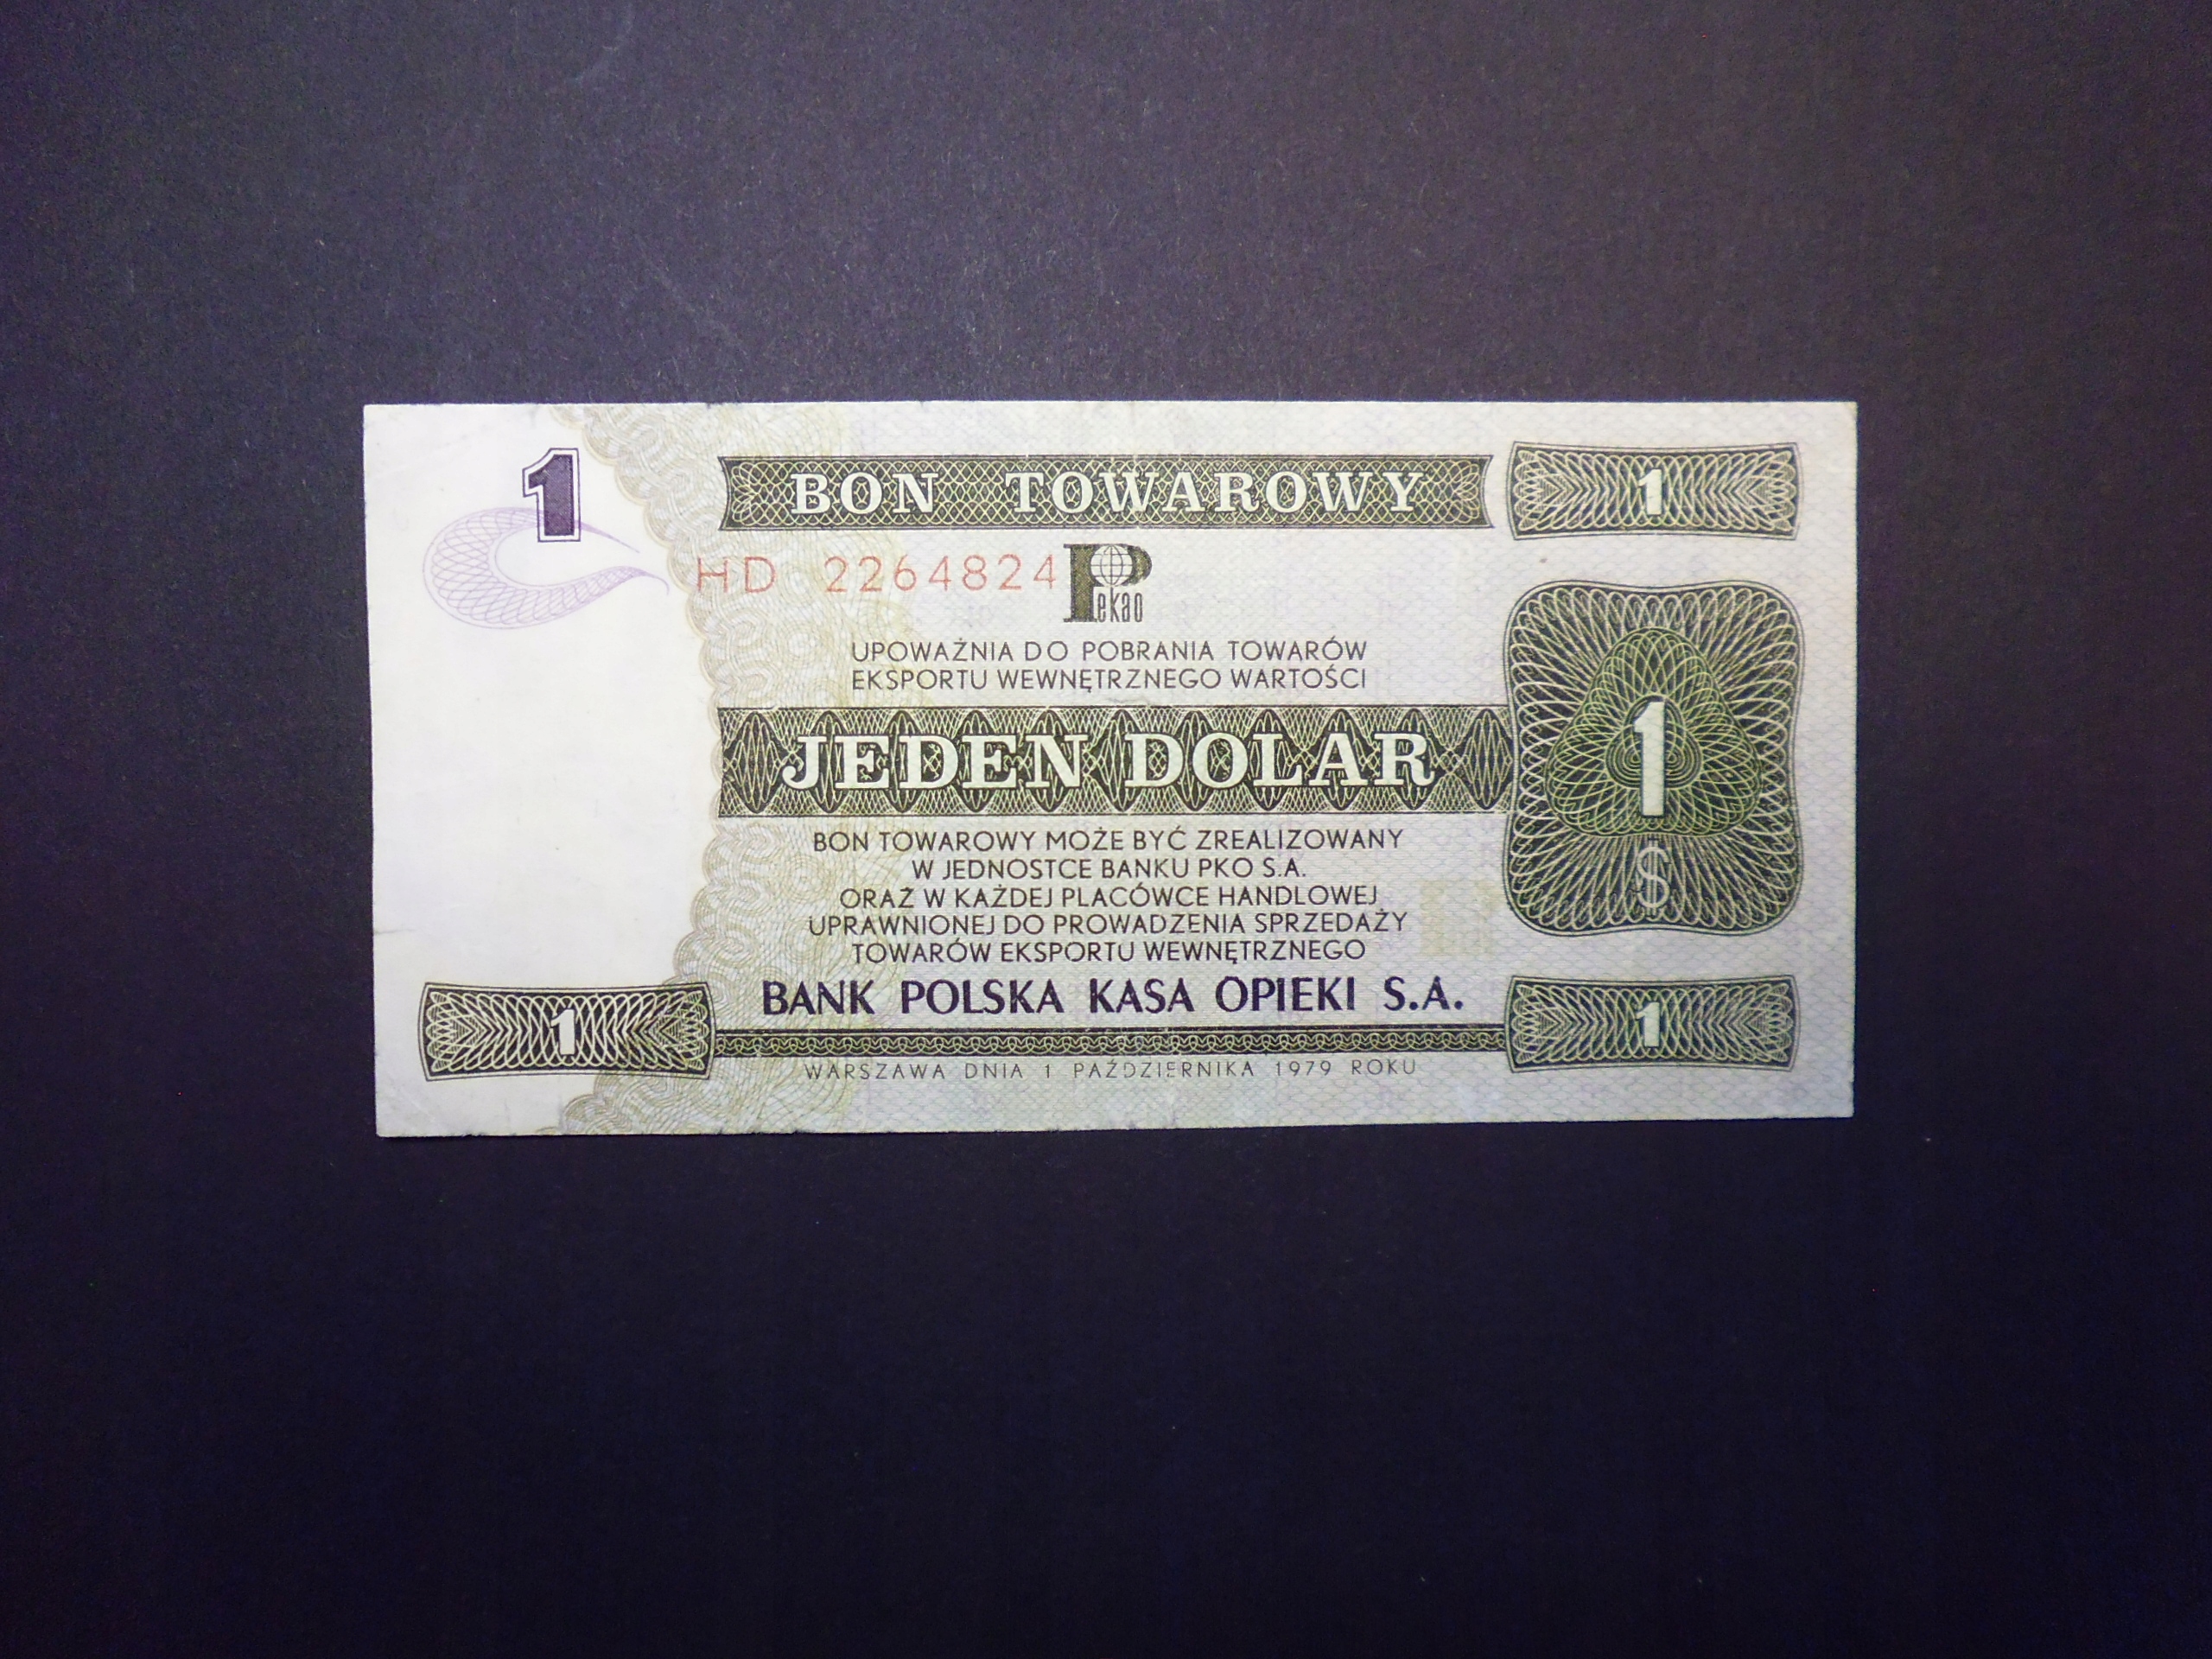 1
BON TOWAROWY
1
HD 2264824
Pekao
UPOWAŻNIA DO POBRANIA TOWARÓW
EKSPORTU WEWNĘTRZNEGO WARTOŚCI
JEDEN DOLAR
1
$
BON TOWAROWY MOŻE BYĆ ZREALIZOWANY
W JEDNOSTCE BANKU PKO S.A.
ORAZ W KAŻDEJ PLACÓWCE HANDLOWEJ
UPRAWNIONEJ DO PROWADZENIA SPRZEDAŻY
TOWARÓW EKSPORTU WEWNĘTRZNEGO
BANK POLSKA KASA OPIEKI S.A.
1
1
WARSZAWA DNIA 1 PAŹDZIERNIKA 1979 ROKU